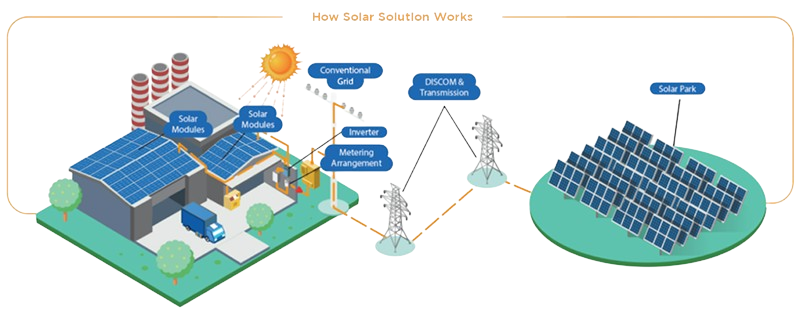 How Solar Solution Works
Conventional
Grid
DISCOM &
Transmission
Solar Park
Solar
Modules
Solar
Modules
Inverter
Metering
Arrangement